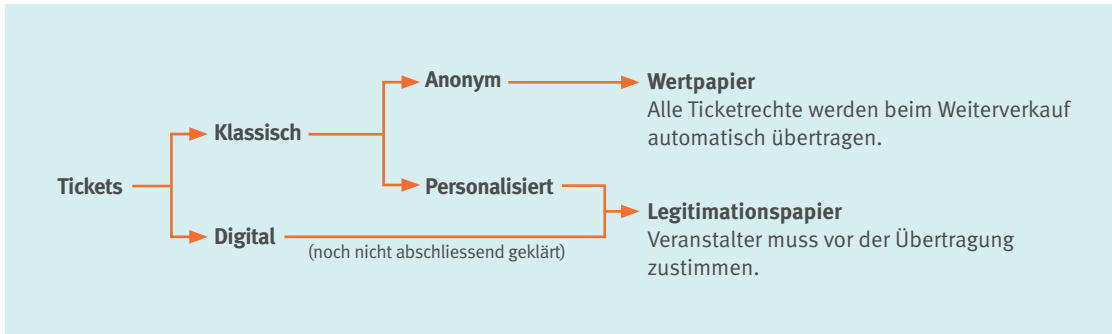 Anonym
Wertpapier
Alle Ticketrechte werden beim Weiterverkauf
automatisch übertragen.
Klassisch
Tickets
Personalisiert
Legitimationspapier
Veranstalter muss vor der Übertragung
zustimmen.
Digital
(noch nicht abschliessend geklärt)